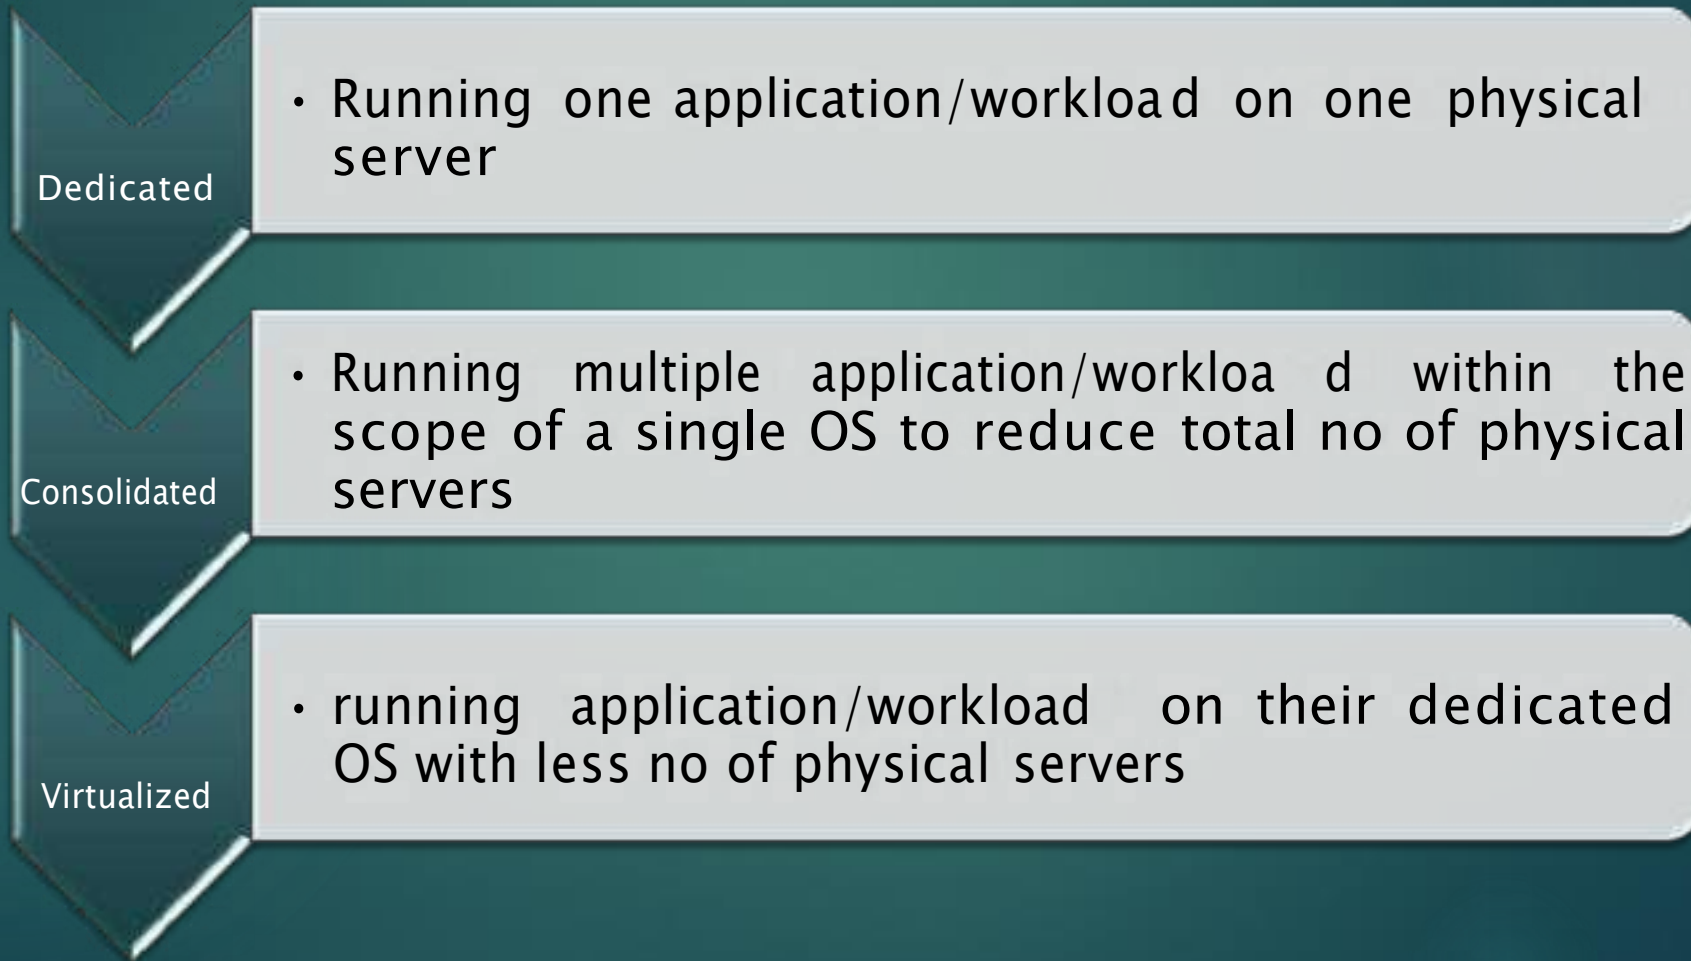 Dedicated
• Running one application/workloa d on one physical
server
Consolidated
• Running multiple application/workloa d within the
scope of a single OS to reduce total no of physical
servers
Virtualized
• running application/workload on their dedicated
OS with less no of physical servers